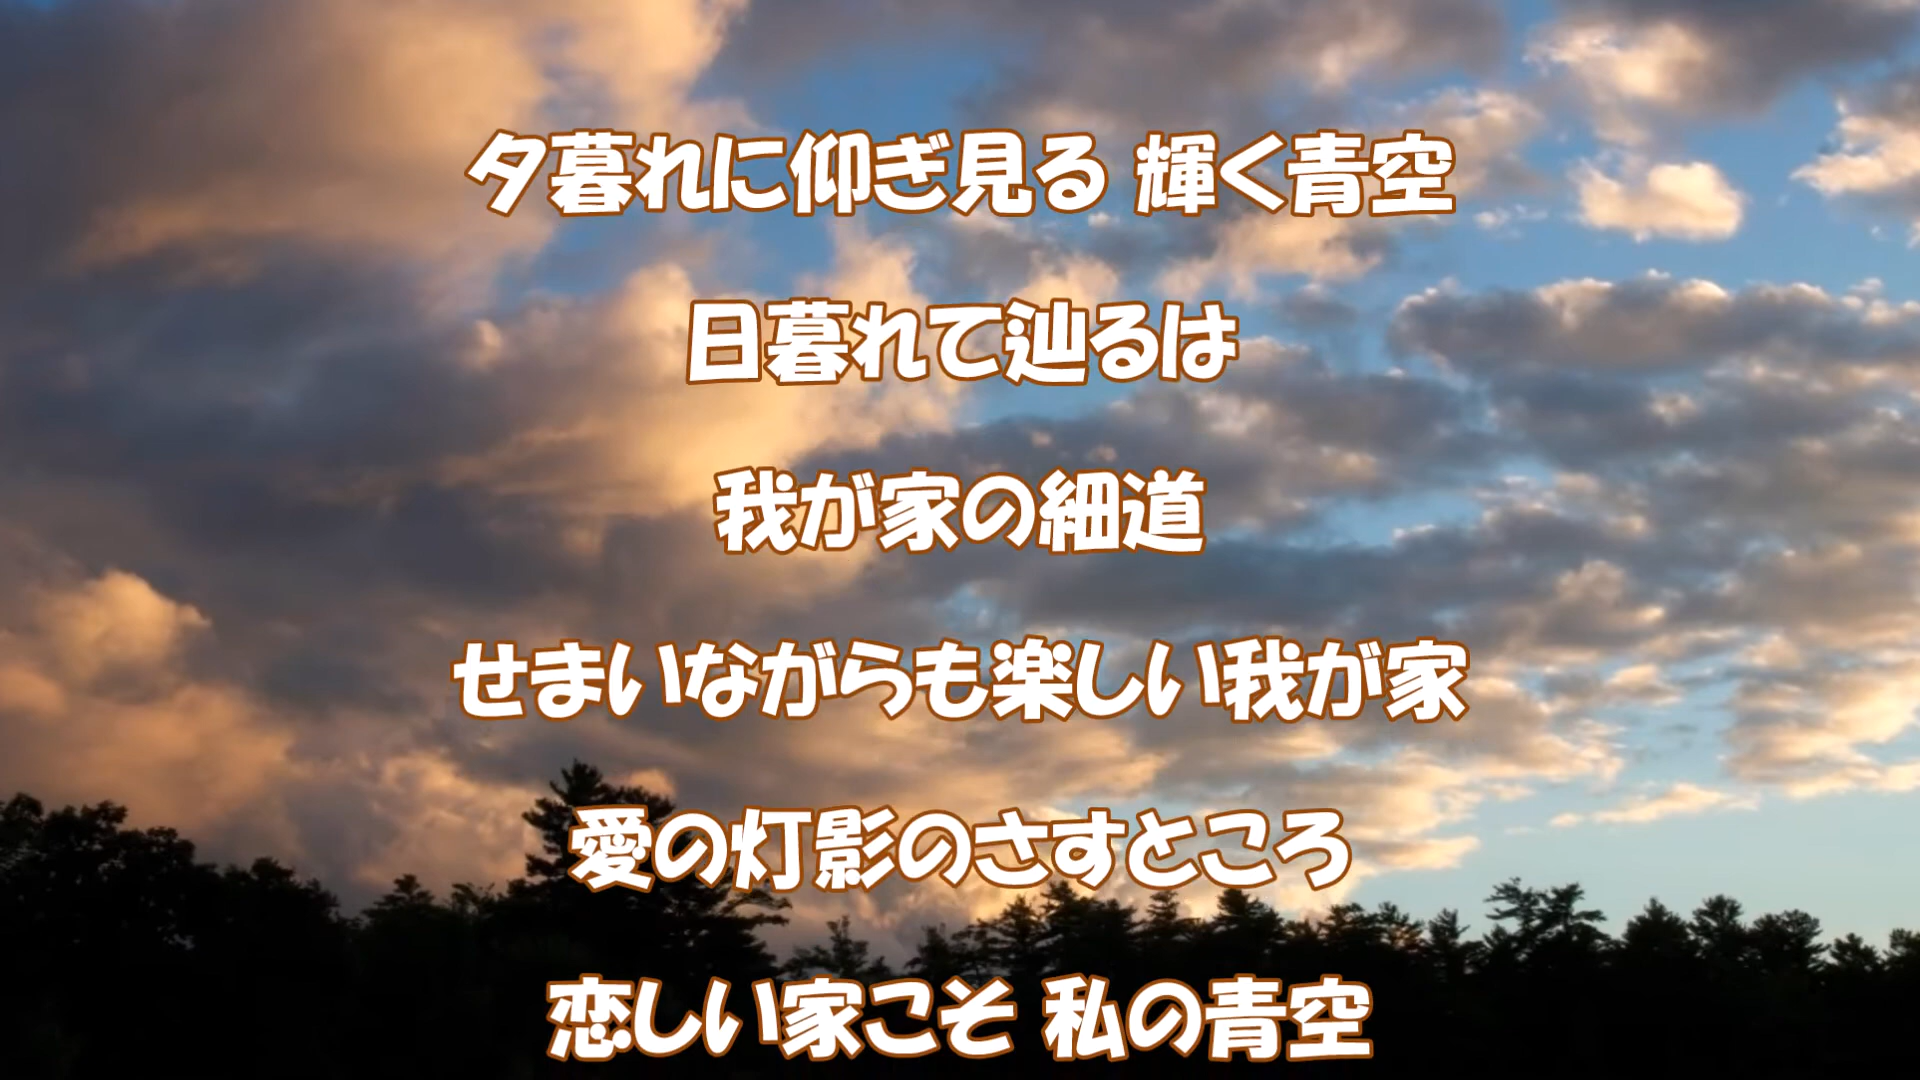 夕暮れに仰ぎ見る 輝く青空
日暮れて辿るは
我が家の細道
せまいながらも楽しい我が家
愛の灯影のさすところ
恋しい家こそ 私の青空